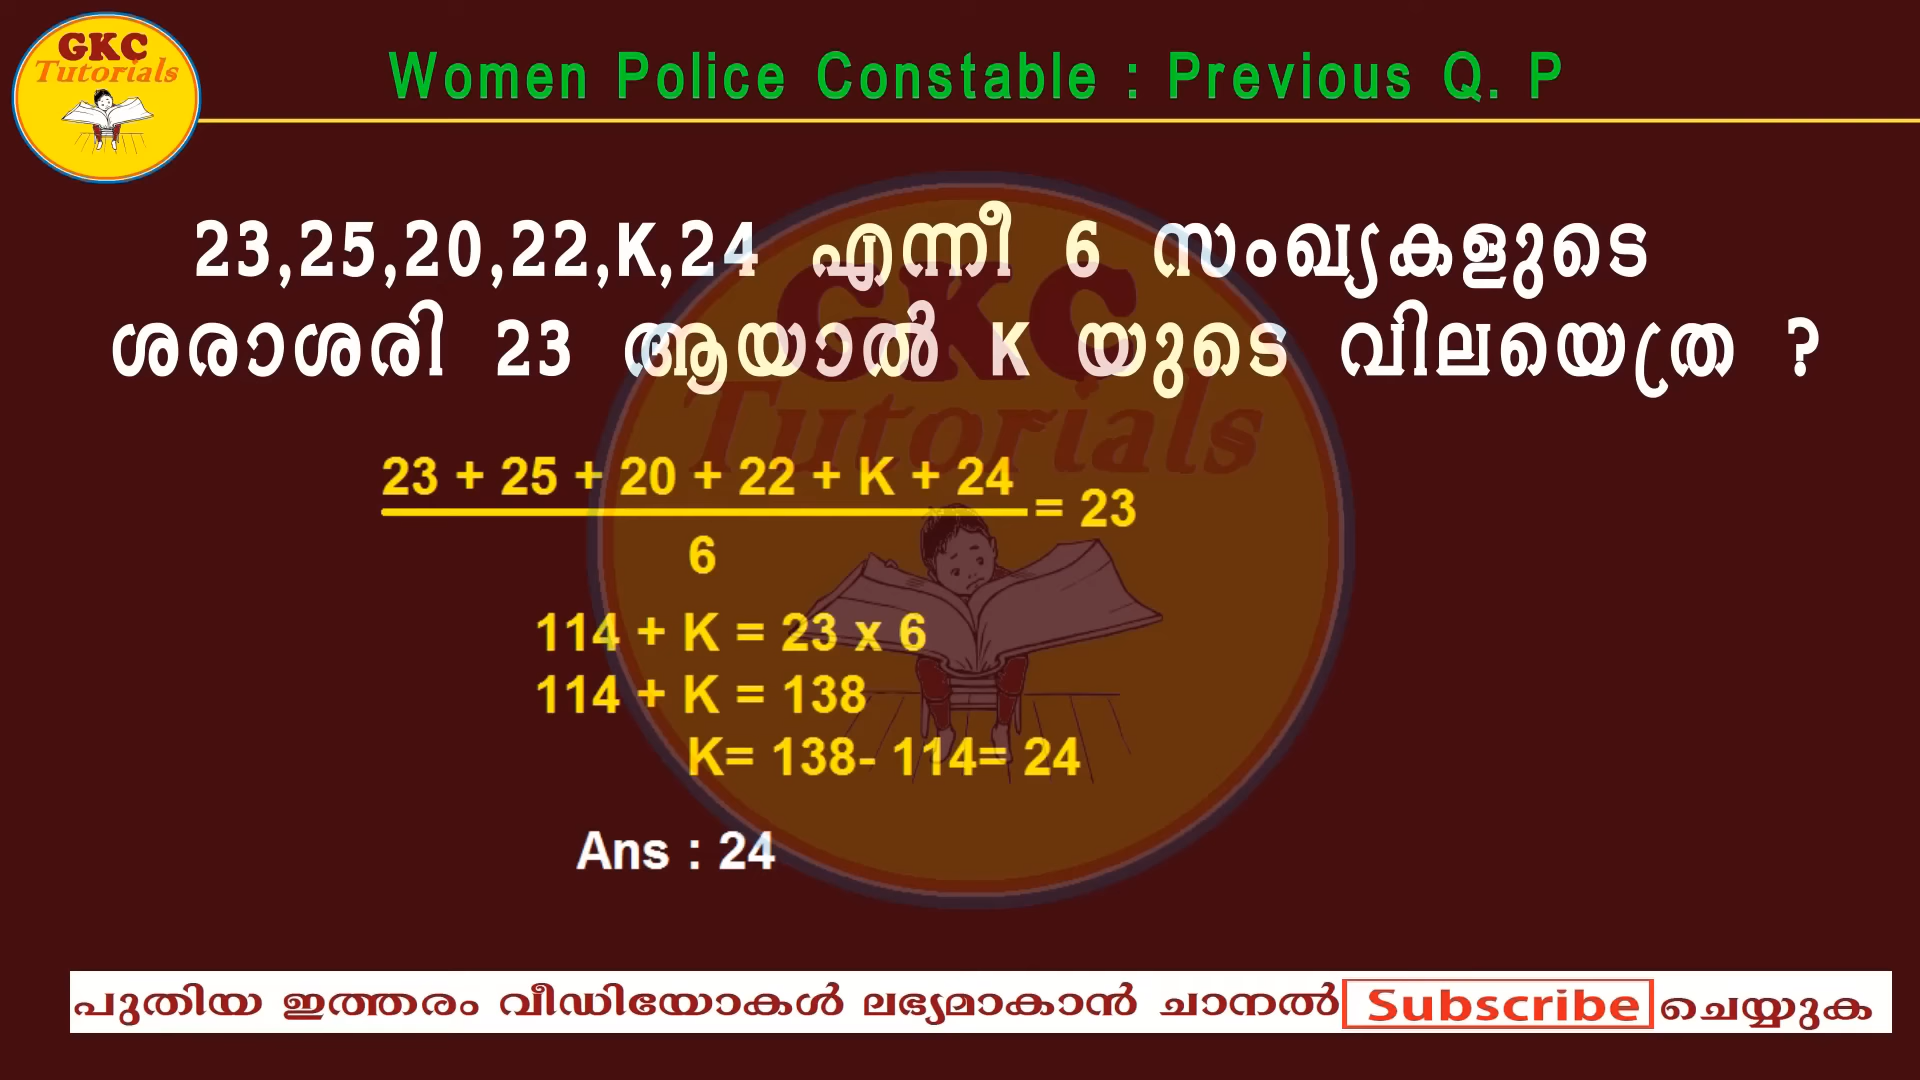 GKC
Tutorials
Women Police Constable : Previous Q. P
23,25,20,22,K,24 എന്നീ 6 സംഖ്യകളുടെ
ശരാശരി 23 ആയാൽ K യുടെ വിലയെത്ര ?
GKC
Tutorials
23 + 25 + 20 + 22 + K + 24
= 23
6
114 + K = 23 x 6
114 + K = 138
K= 138- 114= 24
Ans : 24
പുതിയ ഇത്തരം വീഡിയോകൾ ലഭ്യമാകാൻ ചാനൽ Subscribe ചെയ്യുക